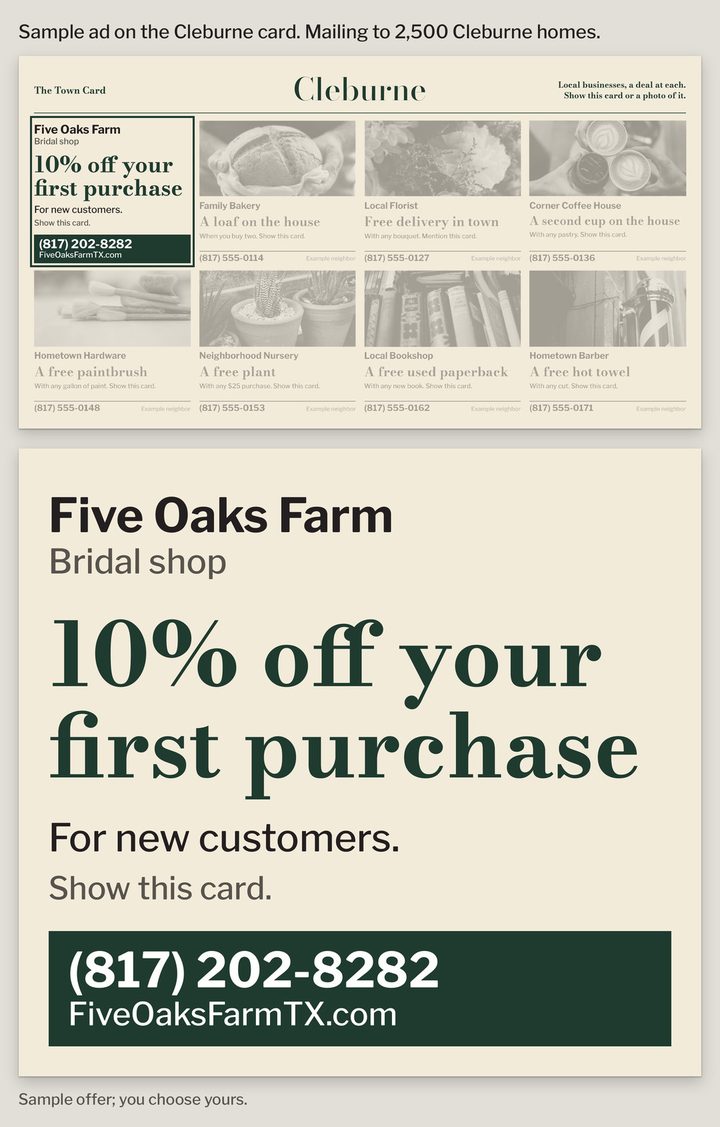 Sample ad on the Cleburne card. Mailing to 2,500 Cleburne homes.
The Town Card
Cleburne
Local businesses, a deal at each.
Show this card or a photo of it.
Five Oaks Farm
Bridal shop
10% off your
first purchase
For new customers.
Show this card.
(817) 202-8282
FiveOaksFarmTX.com
Family Bakery
A loaf on the house
When you buy two. Show this card.
(817) 555-0114
Example neighbor
Local Florist
Free delivery in town
With any bouquet. Mention this card.
(817) 555-0127
Example neighbor
Corner Coffee House
A second cup on the house
With any pastry. Show this card.
(817) 555-0136
Example neighbor
Hometown Hardware
A free paintbrush
With any gallon of paint. Show this card.
(817) 555-0148
Example neighbor
Neighborhood Nursery
A free plant
With any $25 purchase. Show this card.
(817) 555-0153
Example neighbor
Local Bookshop
A free used paperback
With any new book. Show this card.
(817) 555-0162
Example neighbor
Hometown Barber
A free hot towel
With any cut. Show this card.
(817) 555-0171
Example neighbor
Five Oaks Farm
Bridal shop
10% off your
first purchase
For new customers.
Show this card.
(817) 202-8282
FiveOaksFarmTX.com
Sample offer; you choose yours.